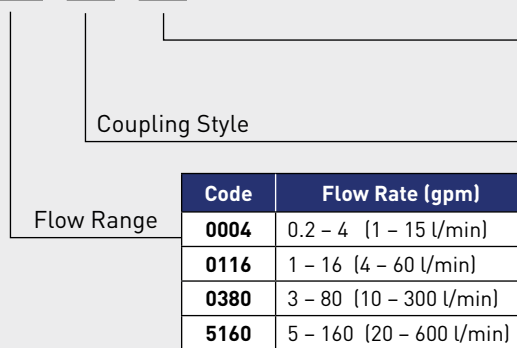 Coupling Style
Flow Range
Code Flow Rate (gpm)
0004 0.2 – 4 (1 – 15 l/min)
0116 1 – 16 (4 – 60 l/min)
0380 3 – 80 (10 – 300 l/min)
5160 5 – 160 (20 – 600 l/min)